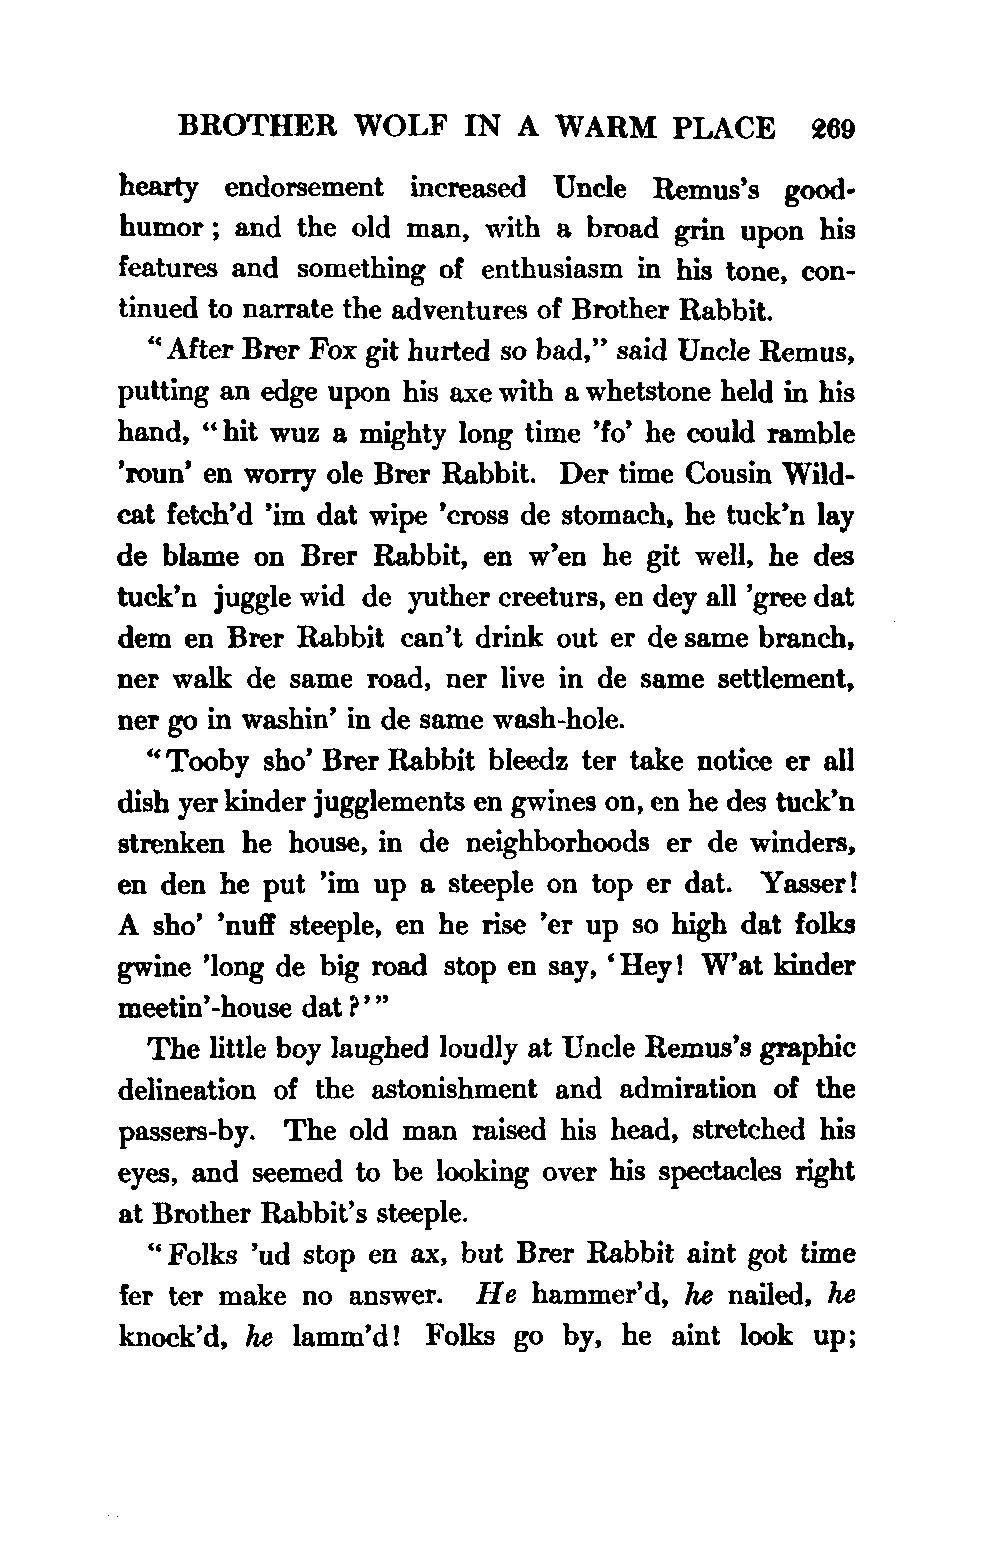 BROTHER WOLF IN A WARM PLACE 269
hearty endorsement increased Uncle Remus's good-
humor; and the old man, with a broad grin upon his
features and something of enthusiasm in his tone, con-
tinued to narrate the adventures of Brother Rabbit.
"After Brer Fox git hurted so bad," said Uncle Remus,
putting an edge upon his axe with a whetstone held in his
hand, "hit wuz a mighty long time 'fo' he could ramble
'roun' en worry ole Brer Rabbit. Der time Cousin Wild-
cat fetch'd 'im dat wipe 'cross de stomach, he tuck'n lay
de blame on Brer Rabbit, en w'en he git well, he des
tuck'n juggle wid de yuther creeturs, en dey all 'gree dat
dem en Brer Rabbit can't drink out er de same branch,
ner walk de same road, ner live in de same settlement,
ner go in washin' in de same wash-hole.
"Tooby sho' Brer Rabbit bleedz ter take notice er all
dish yer kinder jugglements en gwines on, en he des tuck'n
strenken he house, in de neighborhoods er de winders,
en den he put 'im up a steeple on top er dat. Yasser!
A sho' 'nuff steeple, en he rise 'er up so high dat folks
gwine 'long de big road stop en say, 'Hey! W'at kinder
meetin'-house dat?'"
The little boy laughed loudly at Uncle Remus's graphic
delineation of the astonishment and admiration of the
passers-by. The old man raised his head, stretched his
eyes, and seemed to be looking over his spectacles right
at Brother Rabbit's steeple.
"Folks 'ud stop en ax, but Brer Rabbit aint got time
fer ter make no answer. He hammer'd, he nailed, he
knock'd, he lamm'd! Folks go by, he aint look up;